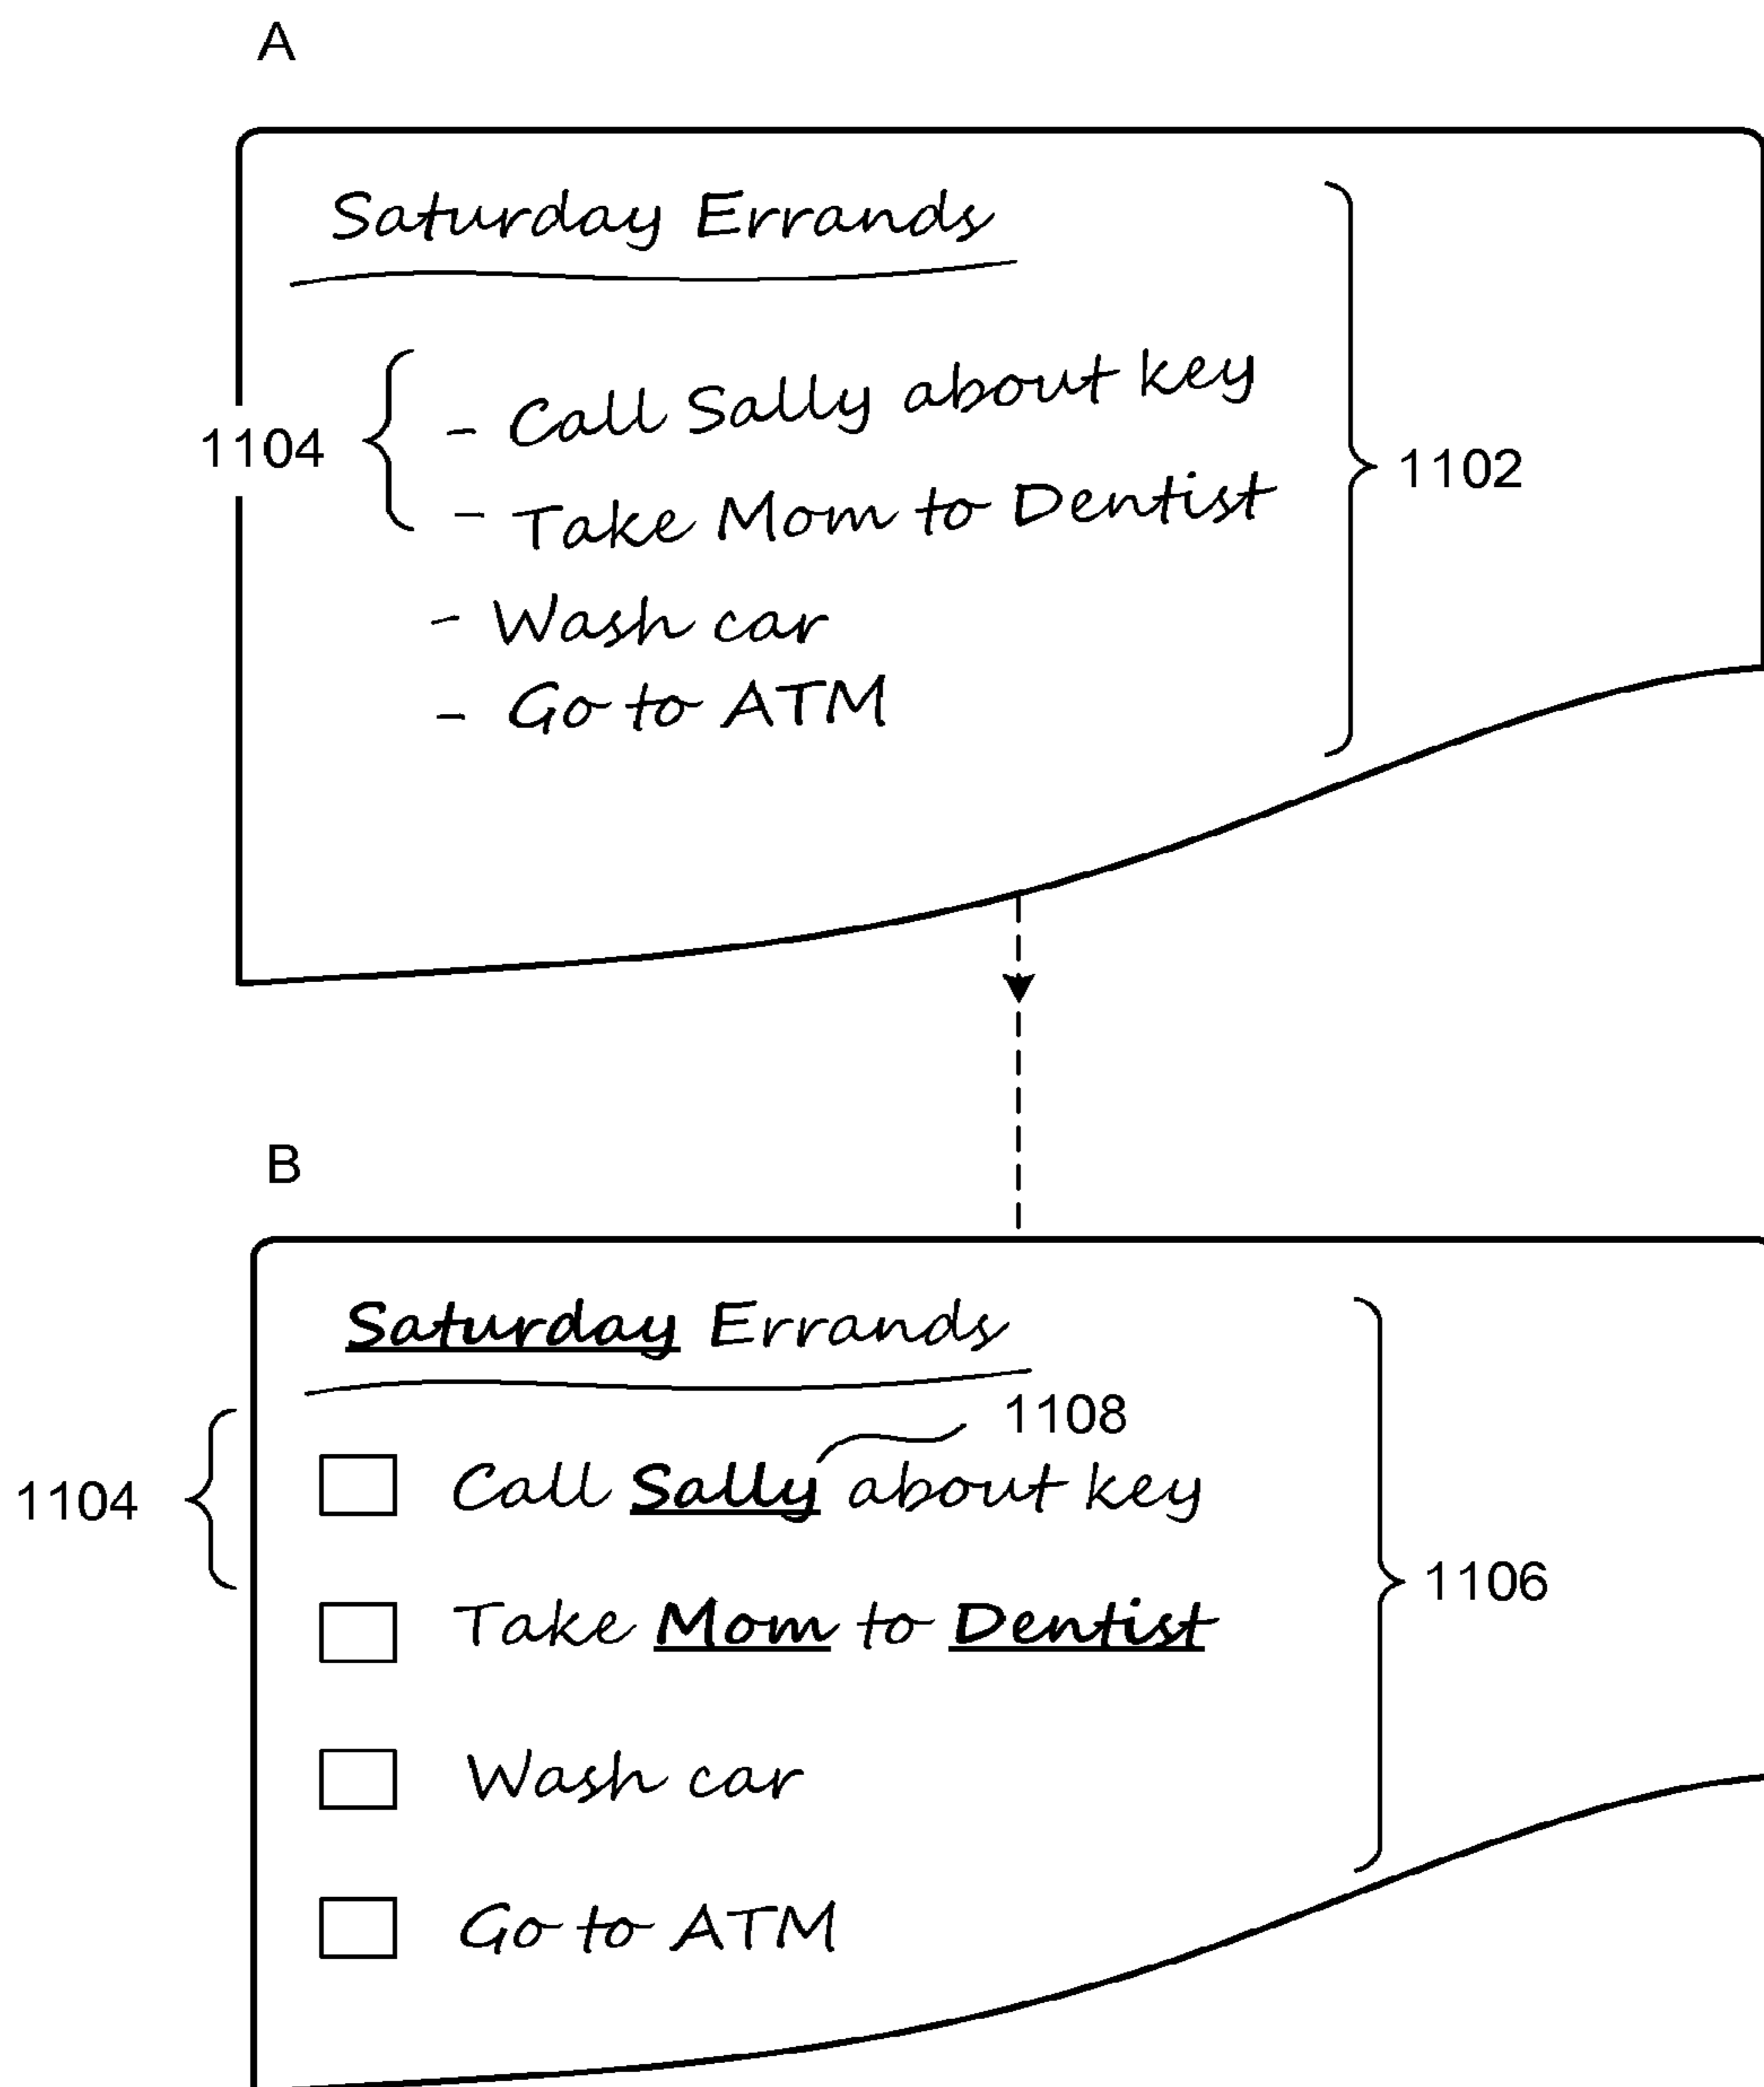 A
Saturday Errands
- Call Sally about key
1104
1102
- Take Mom to Dentist
- Wash car
- Go to ATM
B
Saturday Errands
1108
Call Sally about key
1104
1106
Take Mom to Dentist
Wash car
Go to ATM